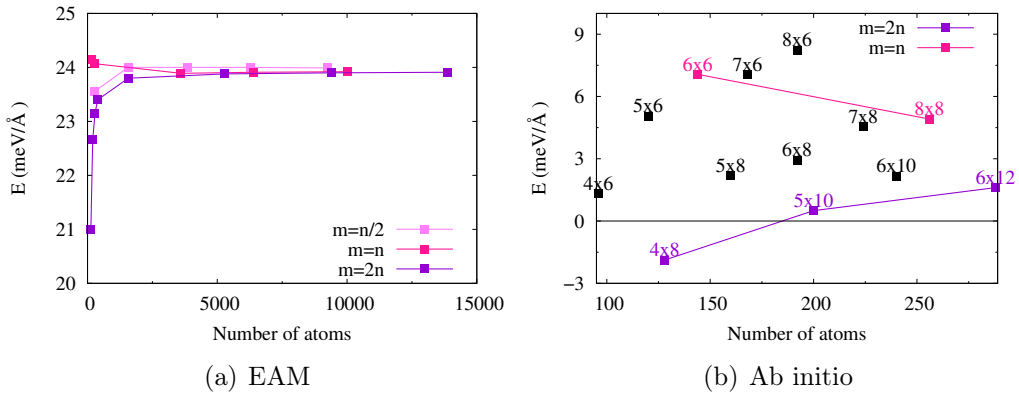 25
24
23
22
21
20
E (meV/Å)
m=n/2
m=n
m=2n
0
5000
10000
15000
Number of atoms
(a) EAM
9
6
3
0
−3
E (meV/Å)
m=2n
m=n
8x6
6x6
7x6
5x6
7x8
8x8
6x8
5x8
6x10
4x6
6x12
5x10
4x8
100
150
200
250
Number of atoms
(b) Ab initio